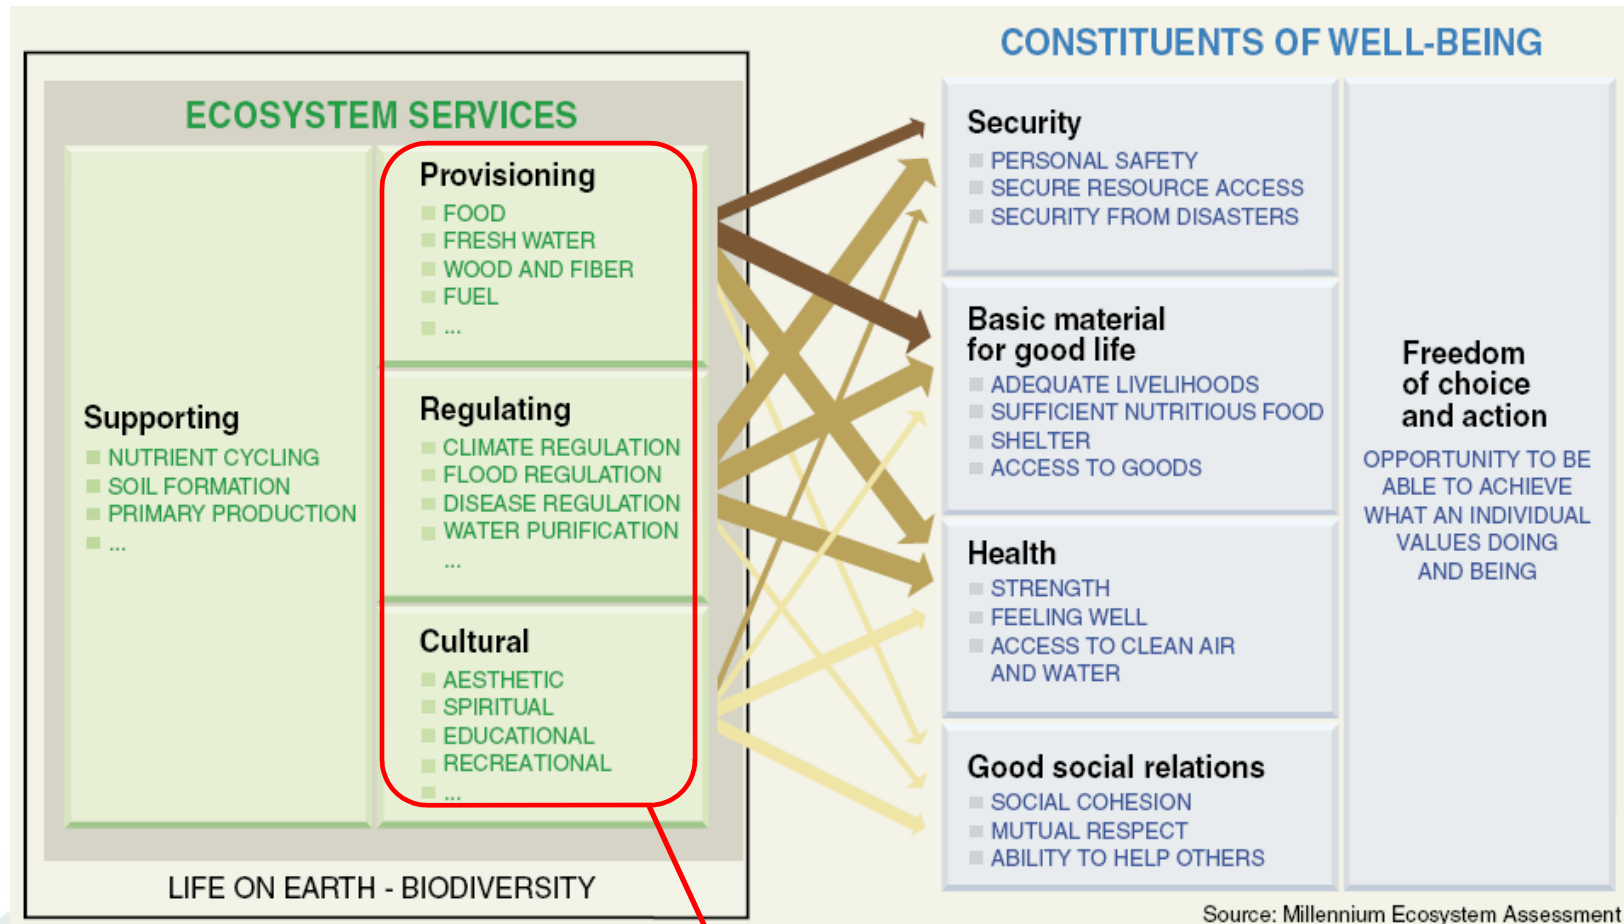 CONSTITUENTS OF WELL-BEING
ECOSYSTEM SERVICES
Supporting
NUTRIENT CYCLING
SOIL FORMATION
PRIMARY PRODUCTION
...
Provisioning
FOOD
FRESH WATER
WOOD AND FIBER
FUEL
...
Regulating
CLIMATE REGULATION
FLOOD REGULATION
DISEASE REGULATION
WATER PURIFICATION
...
Cultural
AESTHETIC
SPIRITUAL
EDUCATIONAL
RECREATIONAL
...
LIFE ON EARTH - BIODIVERSITY
Security
PERSONAL SAFETY
SECURE RESOURCE ACCESS
SECURITY FROM DISASTERS
Basic material
for good life
ADEQUATE LIVELIHOODS
SUFFICIENT NUTRITIOUS FOOD
SHELTER
ACCESS TO GOODS
Health
STRENGTH
FEELING WELL
ACCESS TO CLEAN AIR
AND WATER
Good social relations
SOCIAL COHESION
MUTUAL RESPECT
ABILITY TO HELP OTHERS
Freedom
of choice
and action
OPPORTUNITY TO BE
ABLE TO ACHIEVE
WHAT AN INDIVIDUAL
VALUES DOING
AND BEING
Source: Millennium Ecosystem Assessment